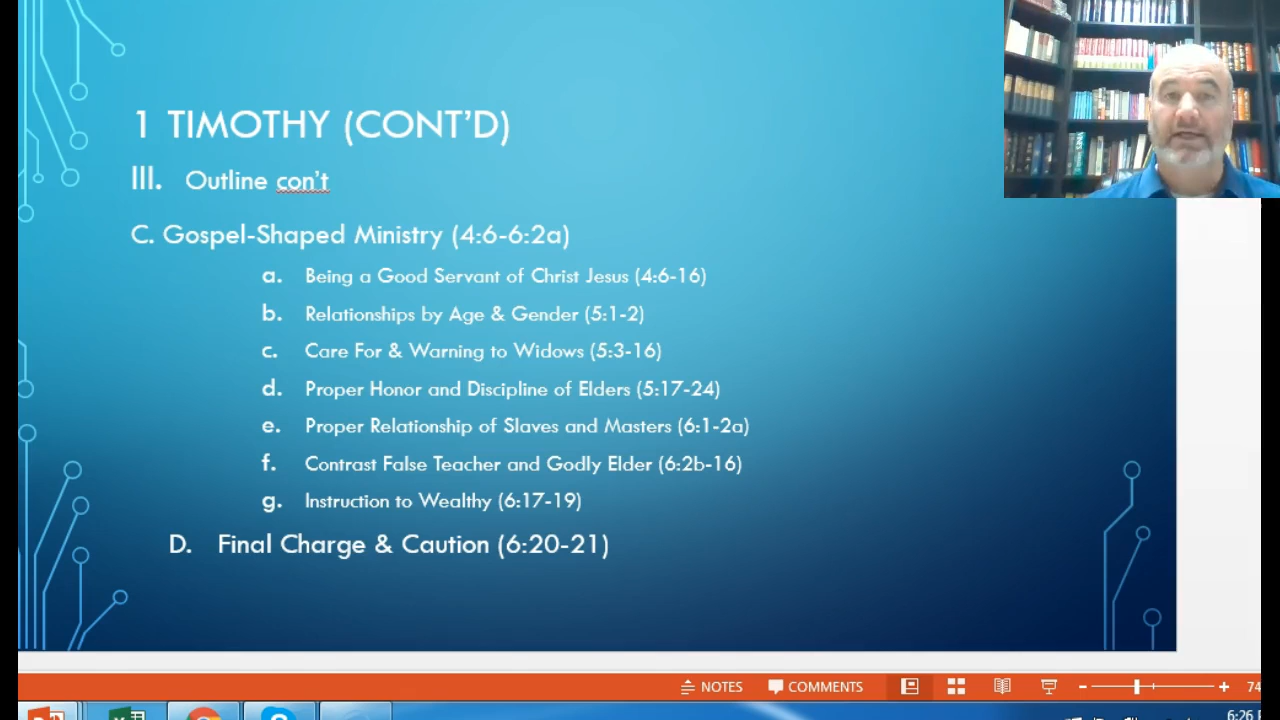 1 TIMOTHY (CONT'D)
III. Outline con't
C. Gospel-Shaped Ministry (4:6-6:2a)
a. Being a Good Servant of Christ Jesus (4:6-16)
b. Relationships by Age & Gender (5:1-2)
c. Care For & Warning to Widows (5:3-16)
d. Proper Honor and Discipline of Elders (5:17-24)
e. Proper Relationship of Slaves and Masters (6:1-2a)
f. Contrast False Teacher and Godly Elder (6:2b-16)
g. Instruction to Wealthy (6:17-19)
D. Final Charge & Caution (6:20-21)
NOTES COMMENTS - + 74
6:26